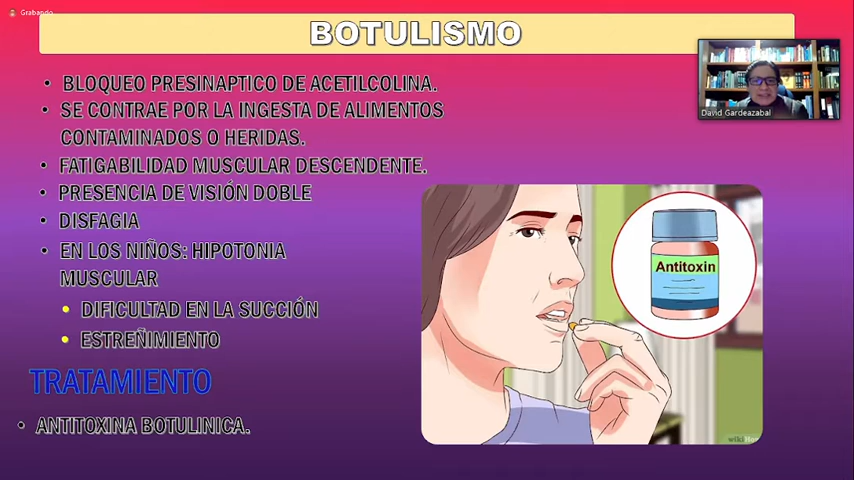 Grabando
BOTULISMO
• BLOQUEO PRESINAPTICO DE ACETILCOLINA.
• SE CONTRAE POR LA INGESTA DE ALIMENTOS
CONTAMINADOS O HERIDAS.
• FATIGABILIDAD MUSCULAR DESCENDENTE.
• PRESENCIA DE VISIÓN DOBLE
• DISFAGIA
• EN LOS NIÑOS: HIPOTONIA
MUSCULAR
• DIFICULTAD EN LA SUCCIÓN
• ESTREÑIMIENTO
TRATAMIENTO
• ANTITOXINA BOTULINICA.
David Gardeazabal
Antitoxin
wikiHow